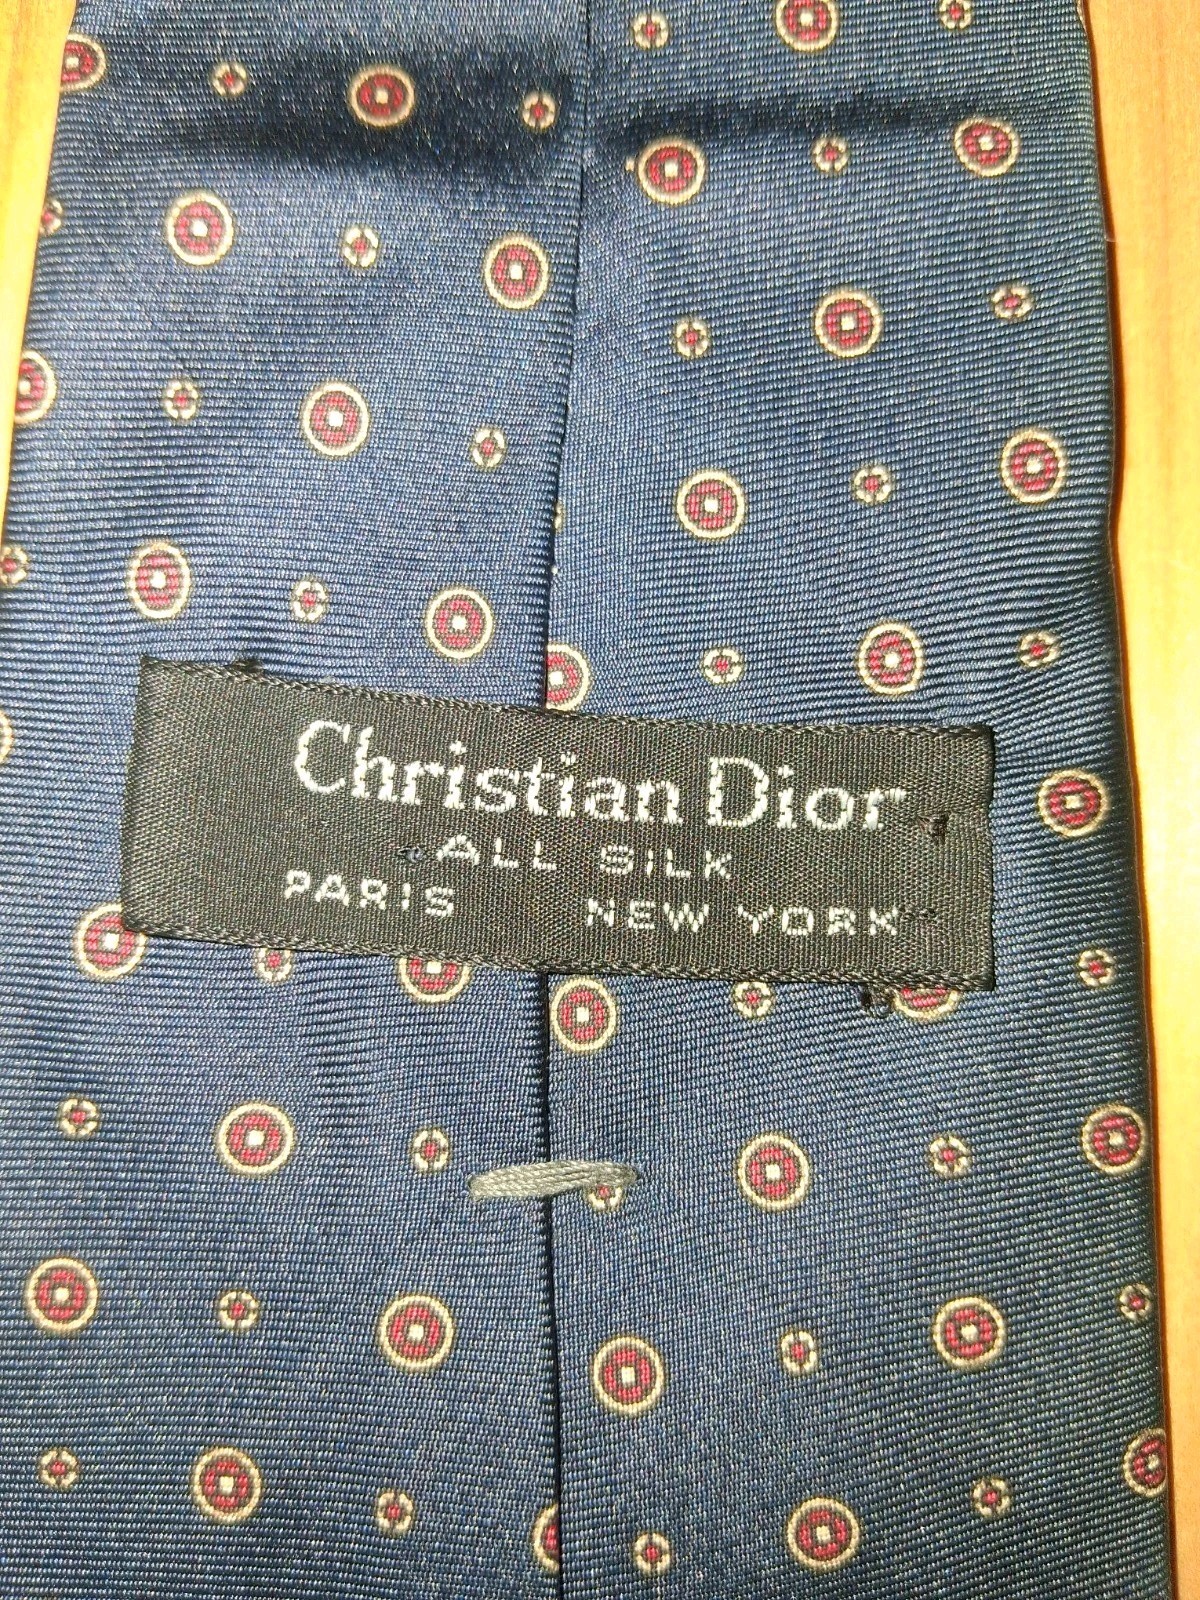 Christian Dior
ALL SILK
PARIS NEW YORK